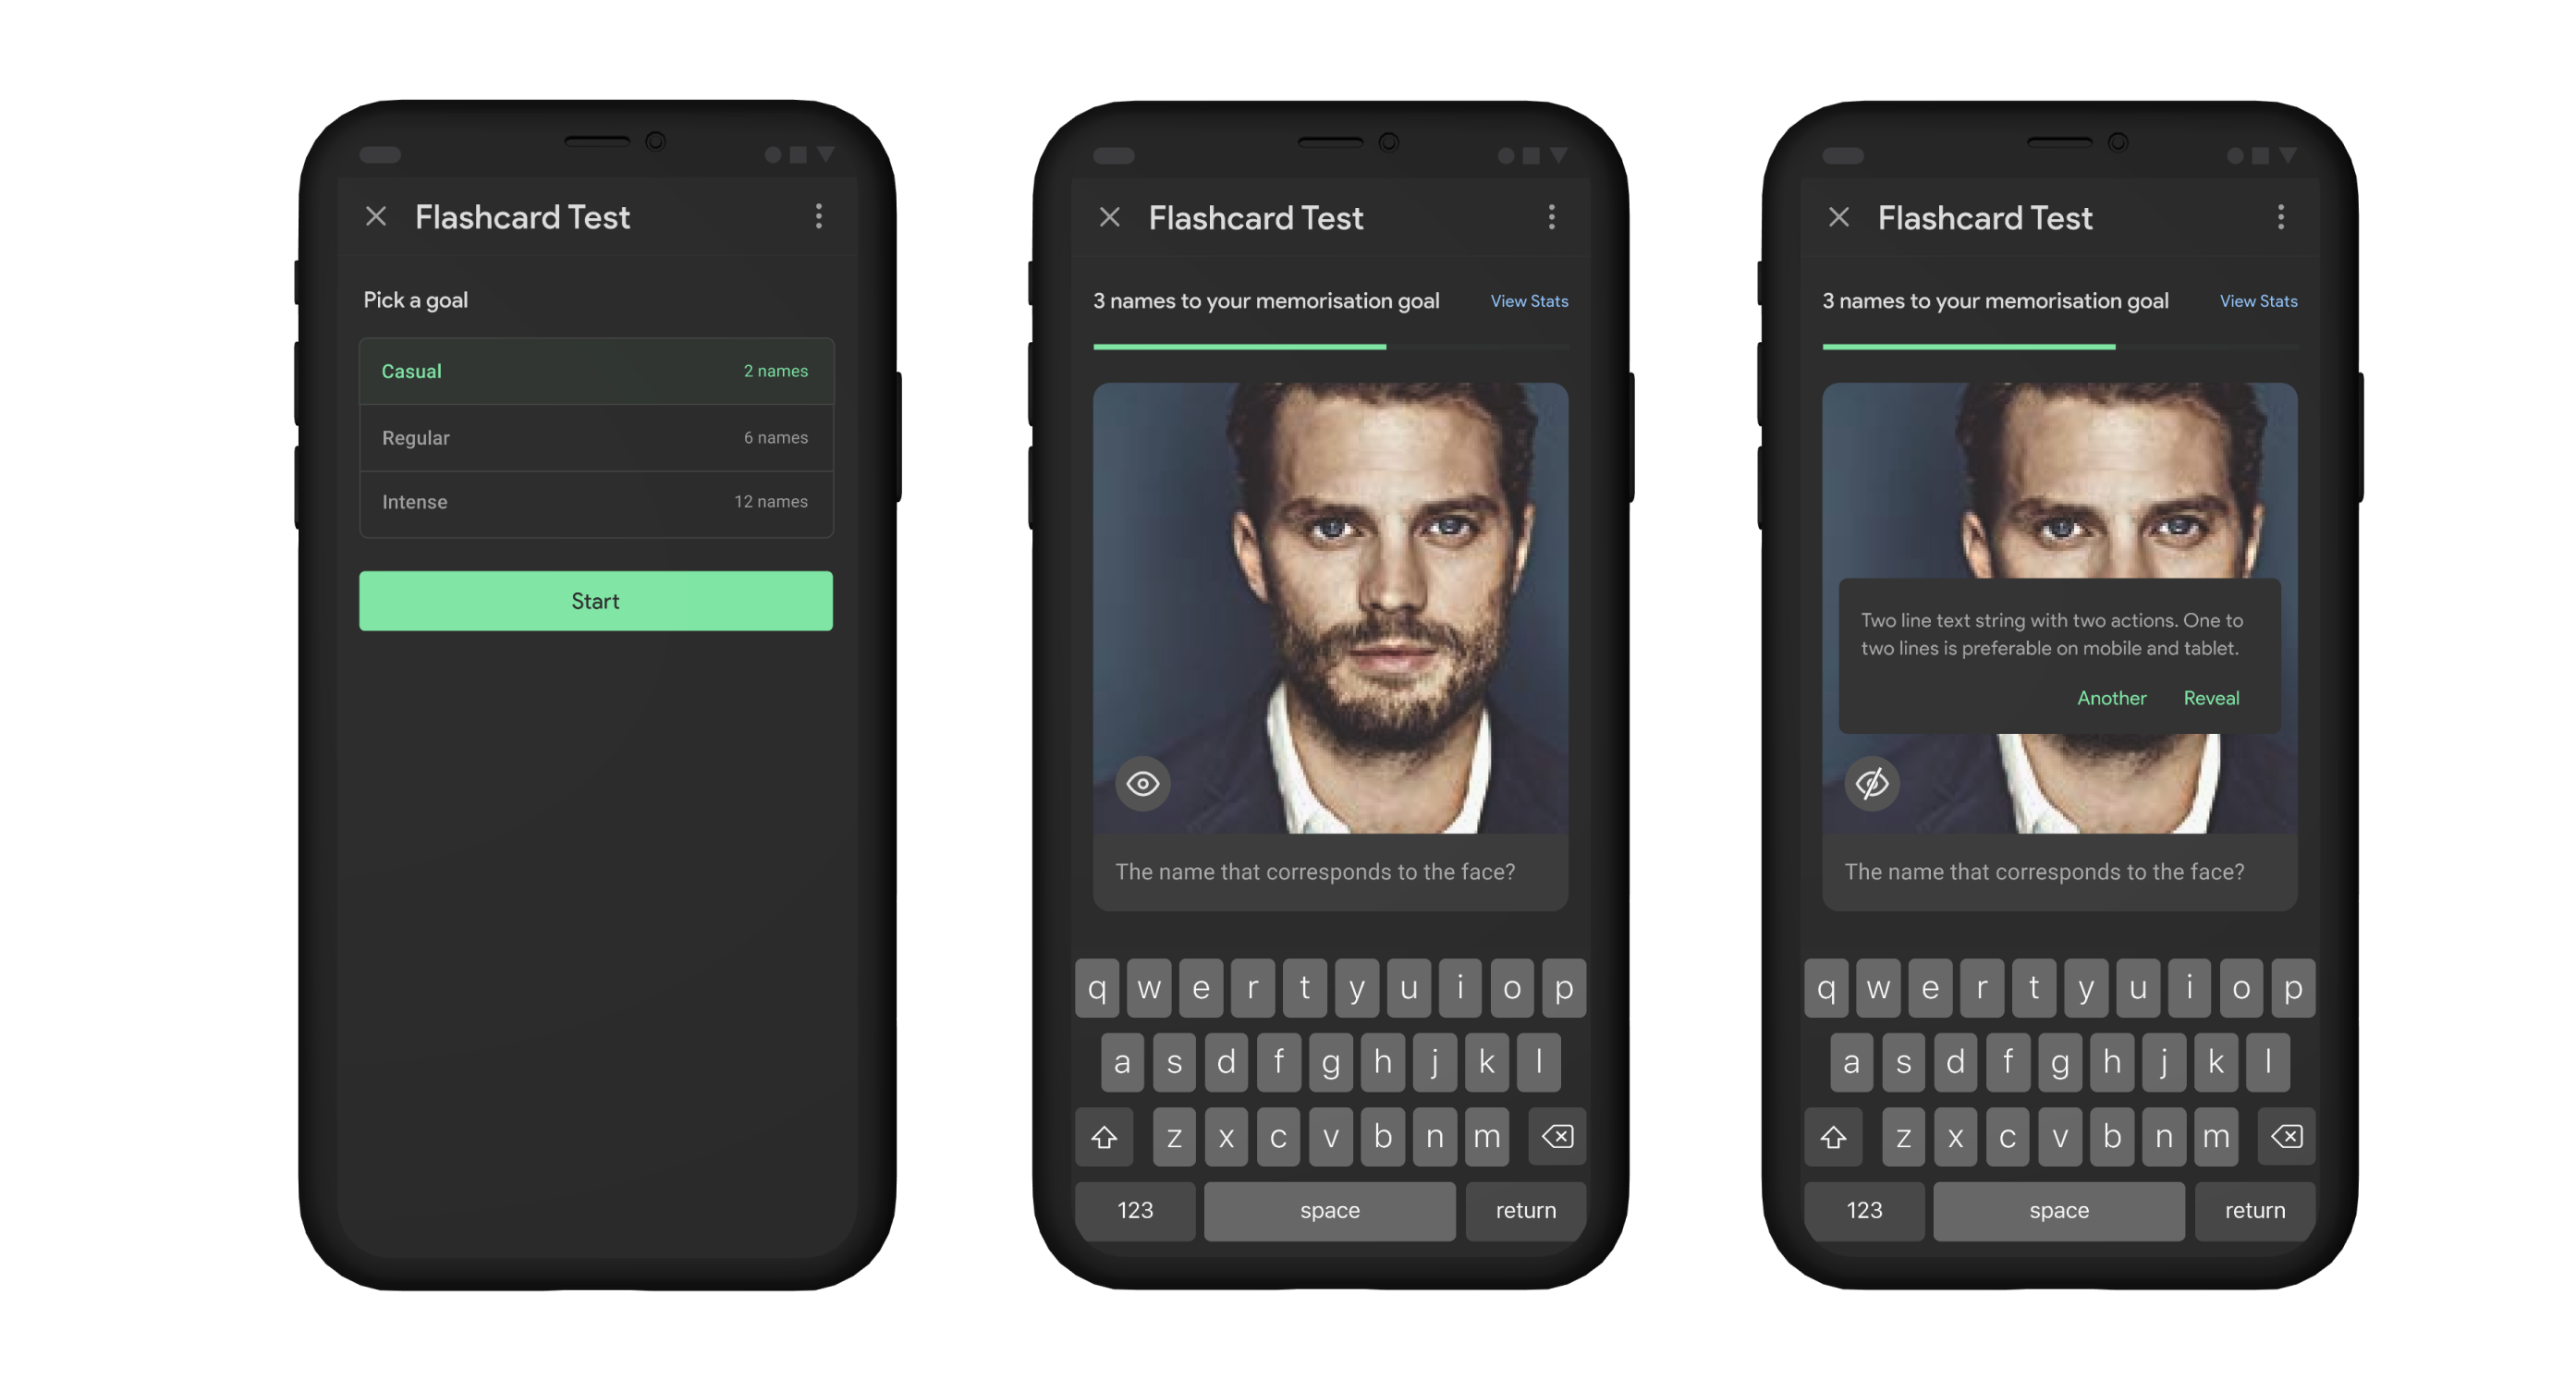 Flashcard Test
Pick a goal
Casual 2 names
Regular 6 names
Intense 12 names
Start
Flashcard Test
3 names to your memorisation goal View Stats
The name that corresponds to the face?
q w e r t y u i o p
a s d f g h j k l
z x c v b n m
123 space return
Flashcard Test
3 names to your memorisation goal View Stats
Two line text string with two actions. One to
two lines is preferable on mobile and tablet.
Another Reveal
The name that corresponds to the face?
q w e r t y u i o p
a s d f g h j k l
z x c v b n m
123 space return